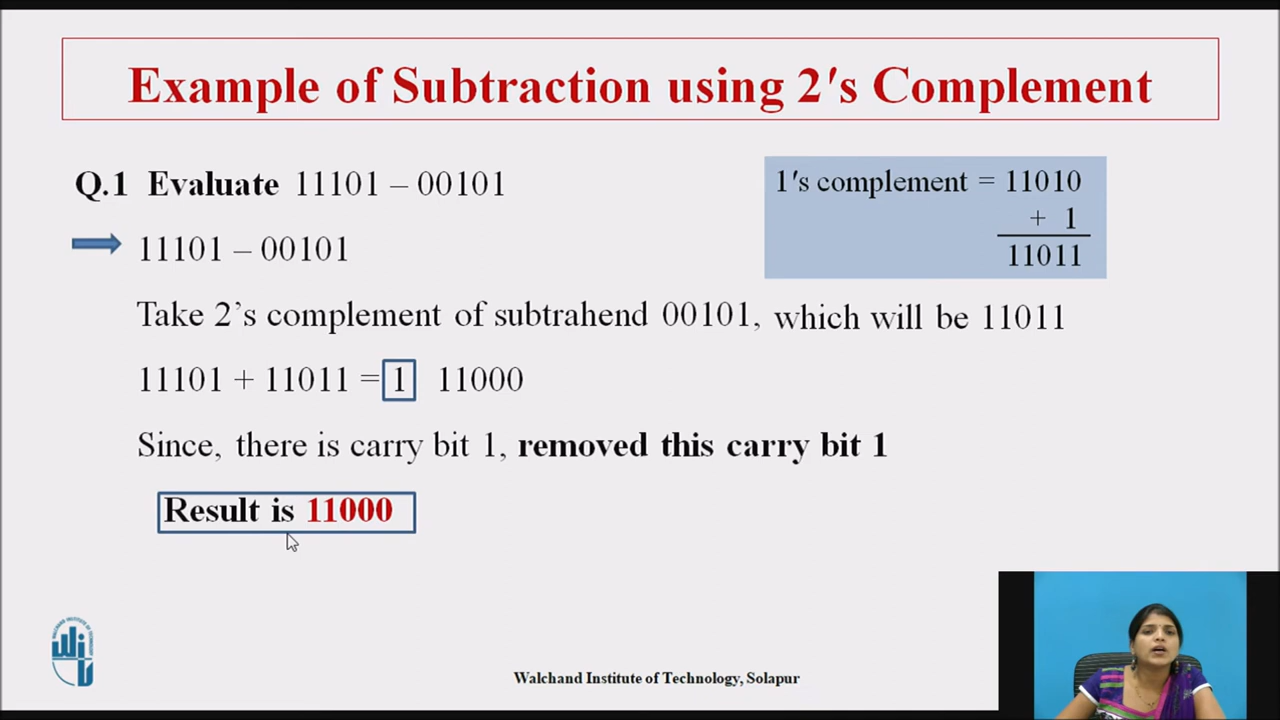 Example of Subtraction using 2′s Complement
Q.1 Evaluate 11101 – 00101
11101 – 00101
1′s complement = 11010
+ 1
11011
Take 2’s complement of subtrahend 00101, which will be 11011
11101 + 11011 = 1 11000
Since, there is carry bit 1, removed this carry bit 1
Result is 11000
Walchand Institute of Technology, Solapur